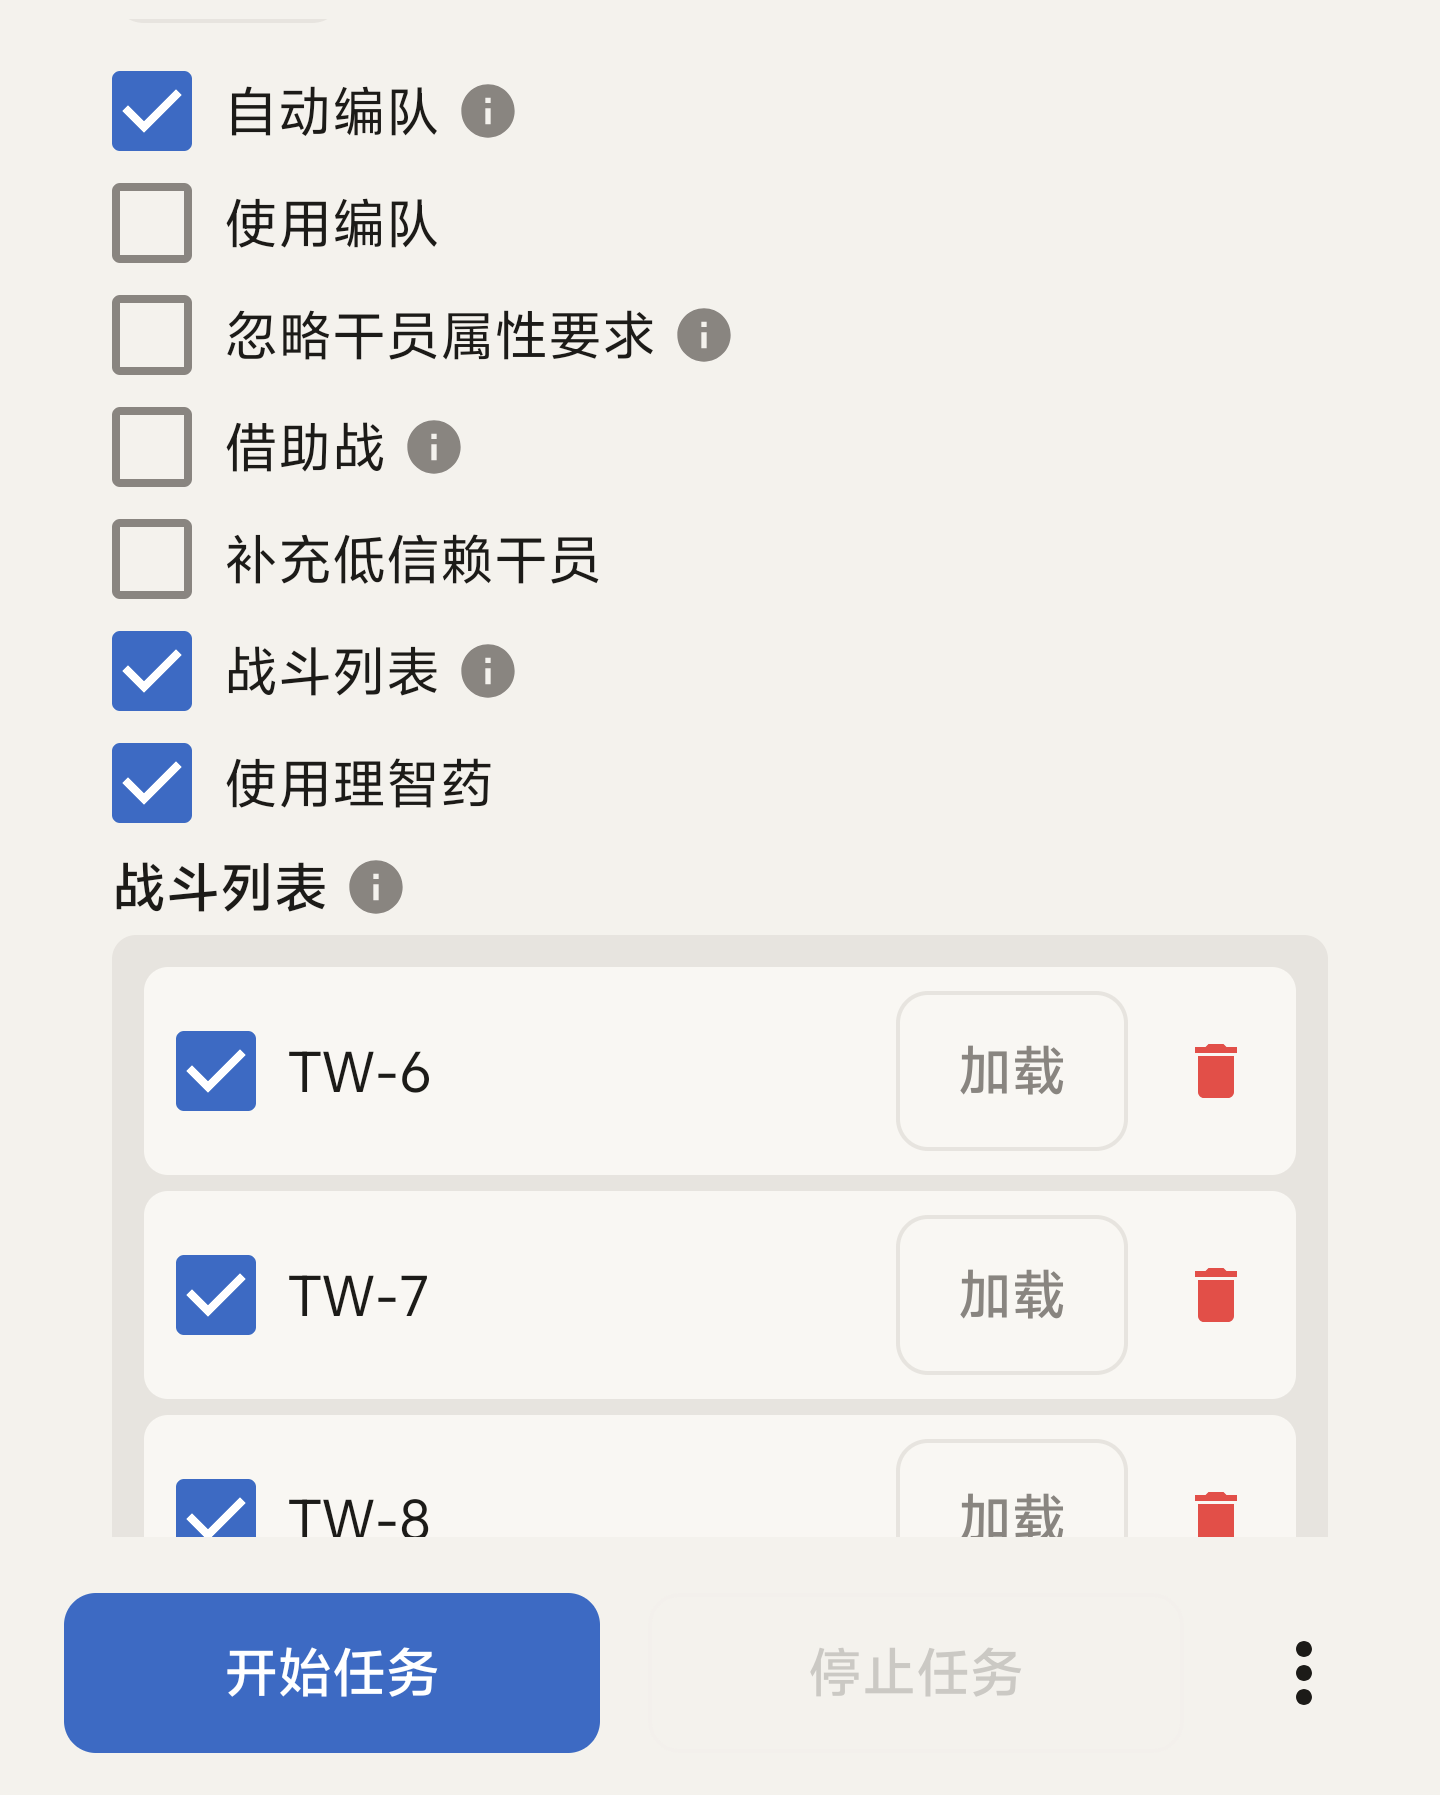 自动编队
使用编队
忽略干员属性要求
借助战
补充低信赖干员
战斗列表
使用理智药
战斗列表
TW-6 加载
TW-7 加载
TW-8 加载
开始任务 停止任务